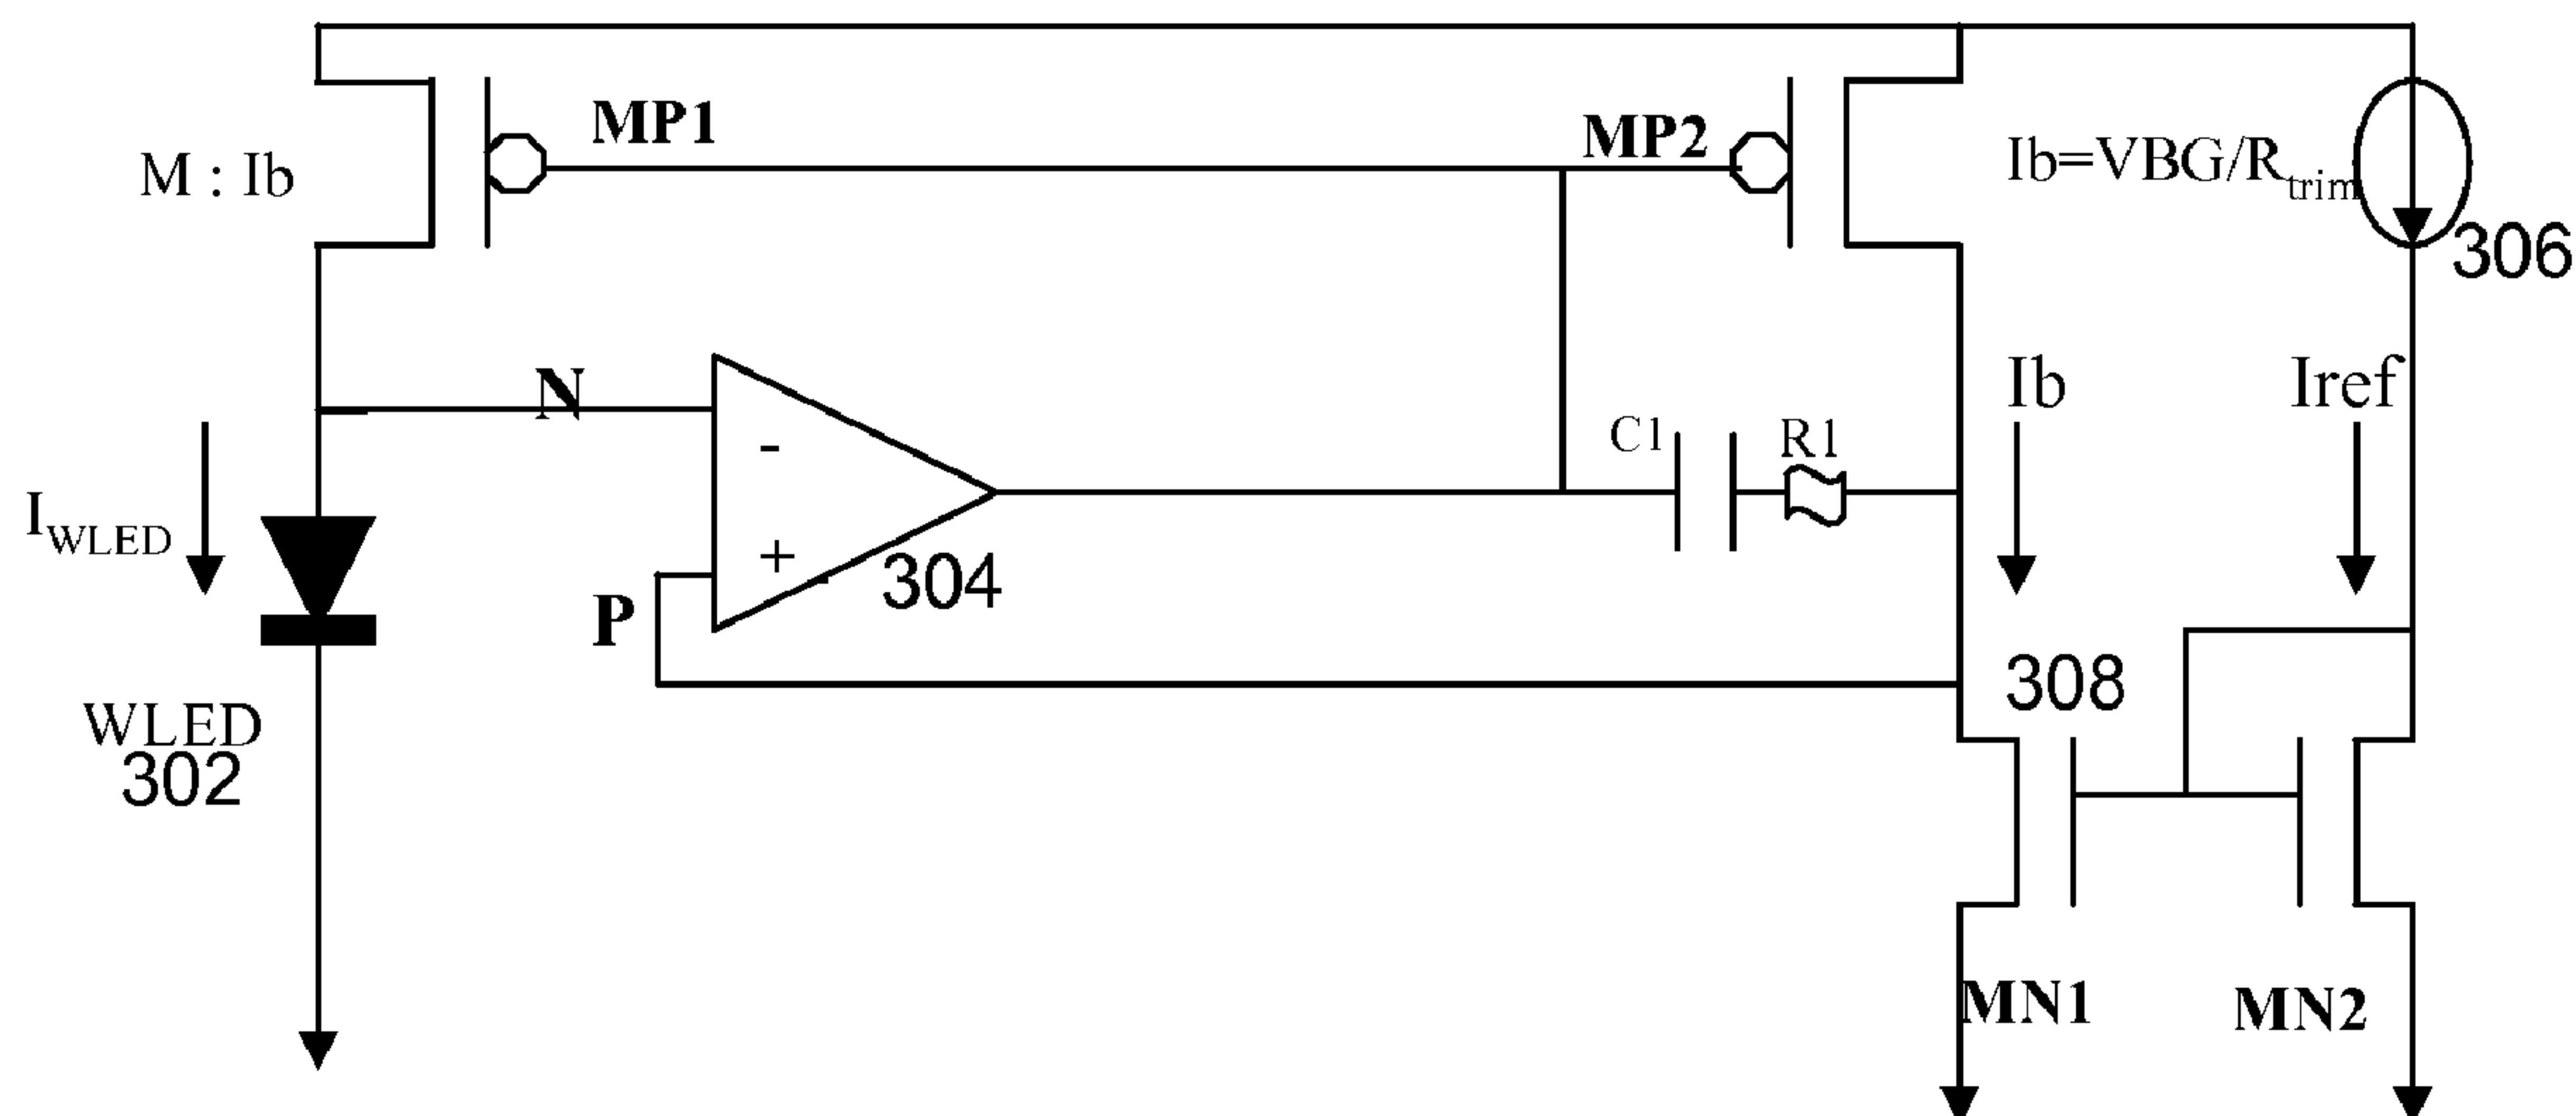 MP1
MP2
M : Ib
Ib=VBG/Rtrim
306
N
-
C1
R1
Ib
Iref
IWLED
+
304
P
308
WLED
302
MN1
MN2